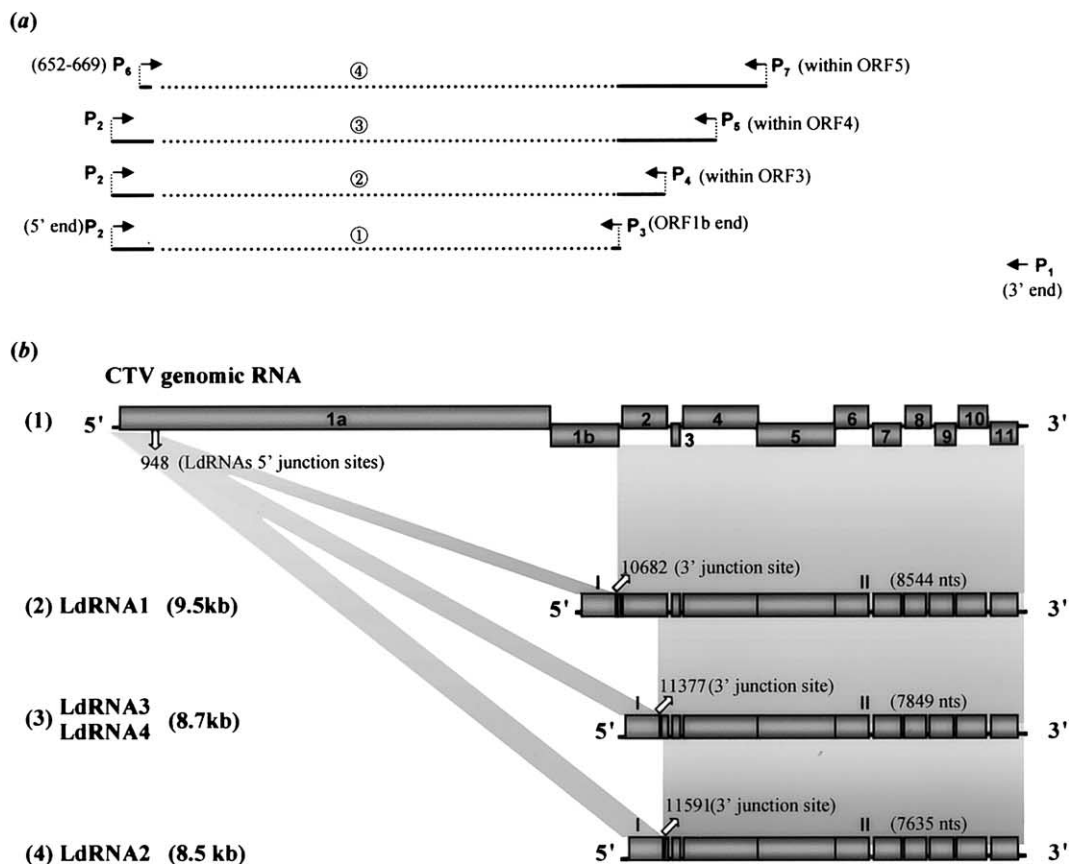 (a)
(652-669) P6 ④ P7 (within ORF5)
P2 ③ P5 (within ORF4)
P2 ② P4 (within ORF3)
(5' end)P2 ① P3 (ORF1b end)
P1
(3' end)
(b)
CTV genomic RNA
(1) 5' 1a 1b 2 3 4 5 6 7 8 9 10 11 3'
948 (LdRNAs 5' junction sites)
10682 (3' junction site)
I II (8544 nts)
(2) LdRNA1 (9.5kb) 5' 3'
11377 (3' junction site)
I II (7849 nts)
(3) LdRNA3 LdRNA4 (8.7kb) 5' 3'
11591 (3' junction site)
I II (7635 nts)
(4) LdRNA2 (8.5 kb) 5' 3'